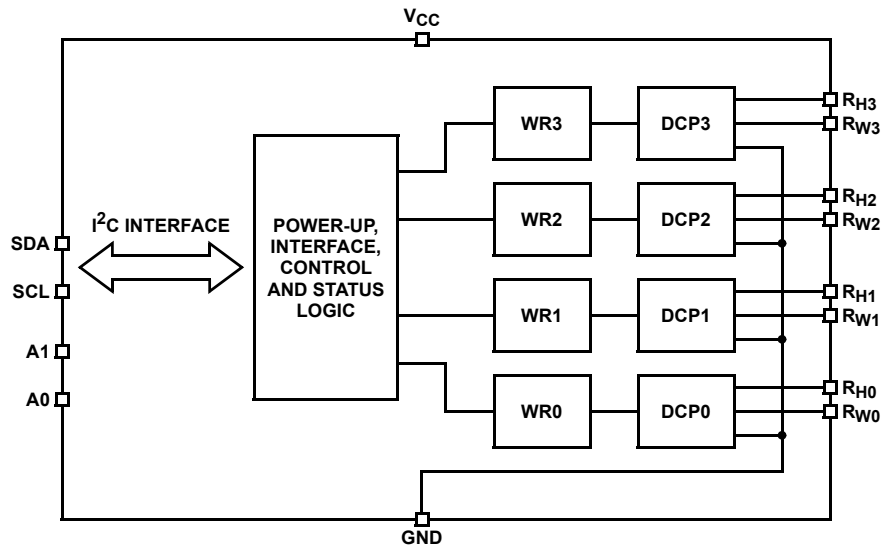 VCC
WR3
DCP3
RH3
RW3
WR2
DCP2
RH2
RW2
I2C INTERFACE
SDA
SCL
A1
A0
POWER-UP,
INTERFACE,
CONTROL
AND STATUS
LOGIC
WR1
DCP1
RH1
RW1
WR0
DCP0
RH0
RW0
GND